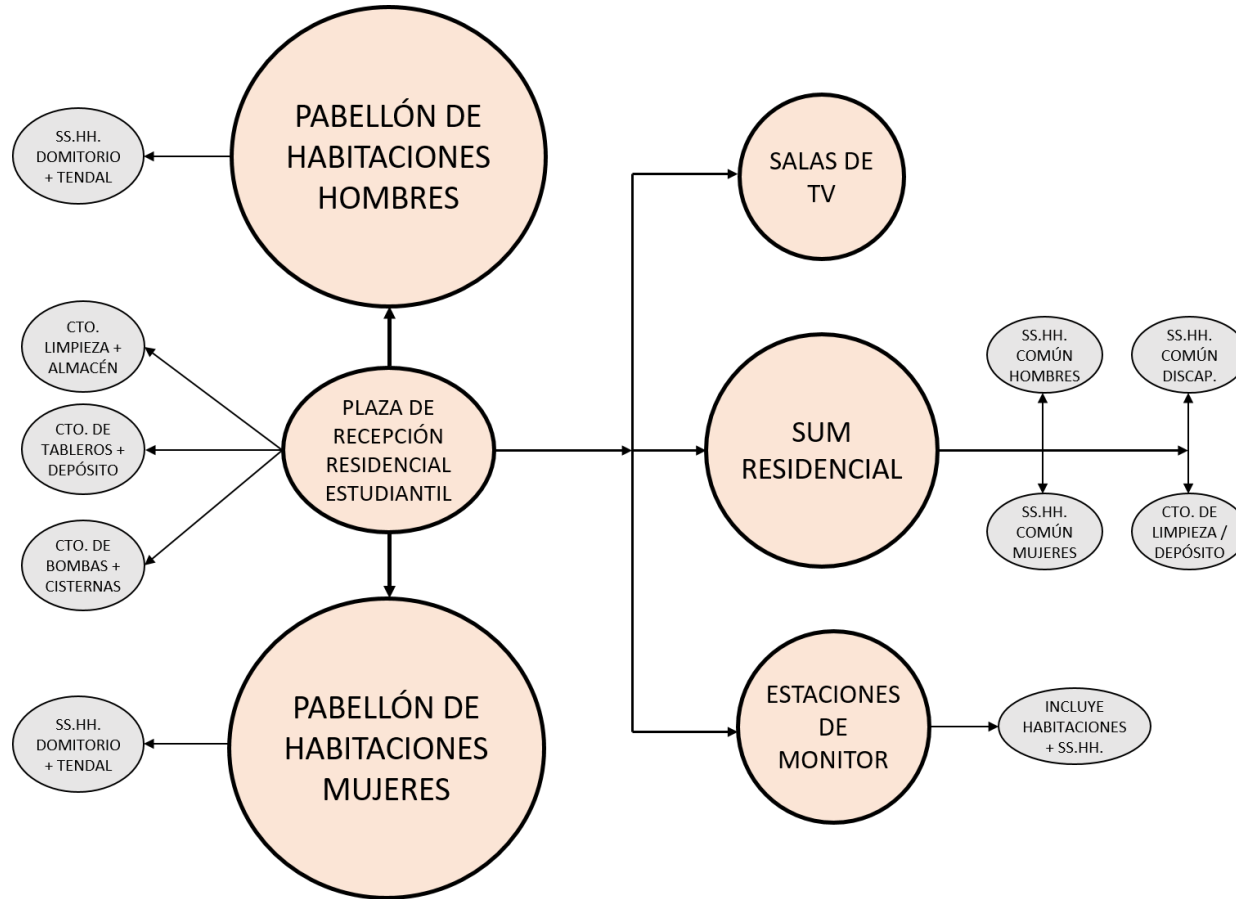 PABELLÓN DE
HABITACIONES
HOMBRES
SS.HH.
DOMITORIO
+ TENDAL
SALAS DE
TV
CTO.
LIMPIEZA +
ALMACÉN
CTO. DE
TABLEROS +
DEPÓSITO
CTO. DE
BOMBAS +
CISTERNAS
PLAZA DE
RECEPCIÓN
RESIDENCIAL
ESTUDIANTIL
SUM
RESIDENCIAL
SS.HH.
COMÚN
HOMBRES
SS.HH.
COMÚN
DISCAP.
SS.HH.
COMÚN
MUJERES
CTO. DE
LIMPIEZA /
DEPÓSITO
PABELLÓN DE
HABITACIONES
MUJERES
SS.HH.
DOMITORIO
+ TENDAL
ESTACIONES
DE
MONITOR
INCLUYE
HABITACIONES
+ SS.HH.